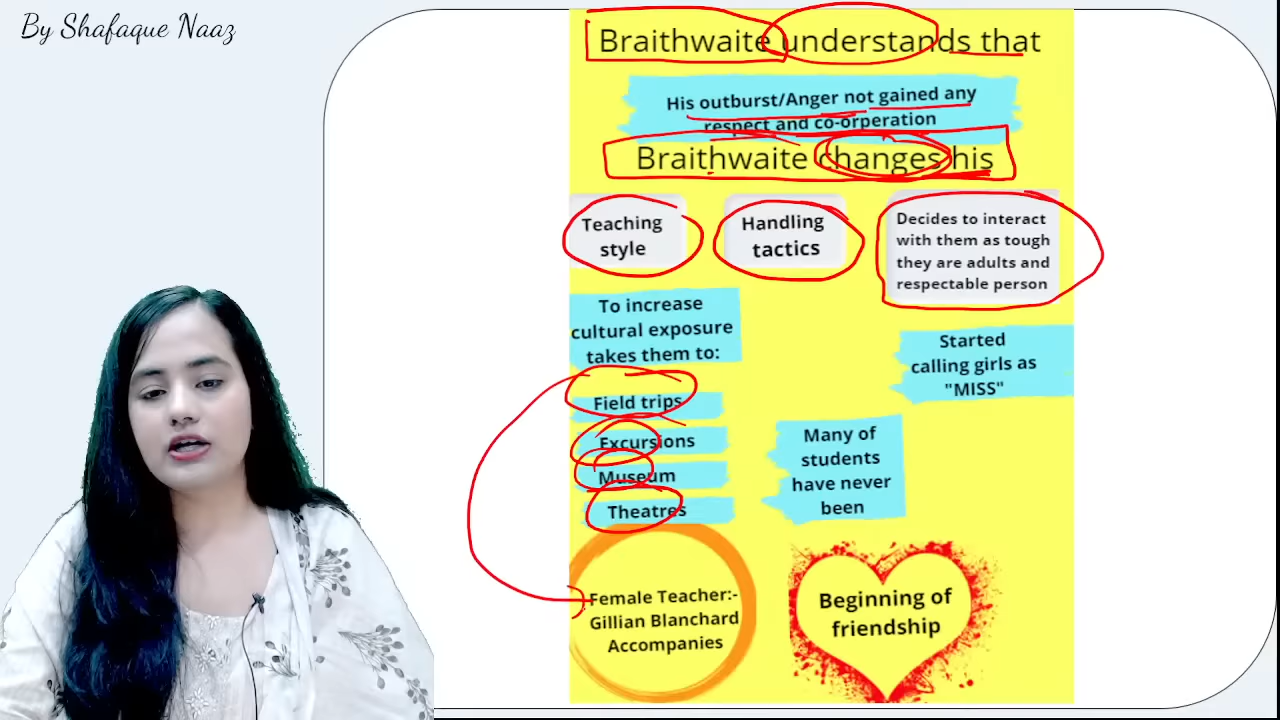 By Shafaque Naaz
Braithwaite understands that
His outburst/Anger not gained any
respect and co-orperation
Braithwaite changes his
Teaching
style
Handling
tactics
Decides to interact
with them as tough
they are adults and
respectable person
To increase
cultural exposure
takes them to:
Started
calling girls as
"MISS"
Field trips
Excursions
Museum
Theatres
Many of
students
have never
been
Female Teacher:-
Gillian Blanchard
Accompanies
Beginning of
friendship